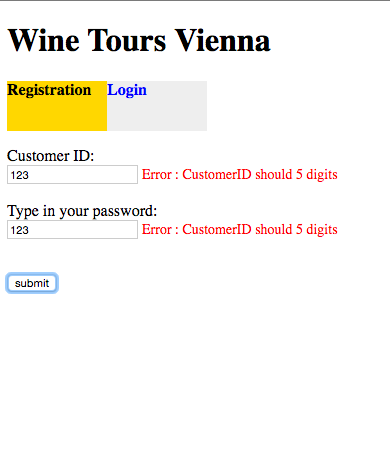 Wine Tours Vienna
Registration Login
Customer ID:
123 Error : CustomerID should 5 digits
Type in your password:
123 Error : CustomerID should 5 digits
submit